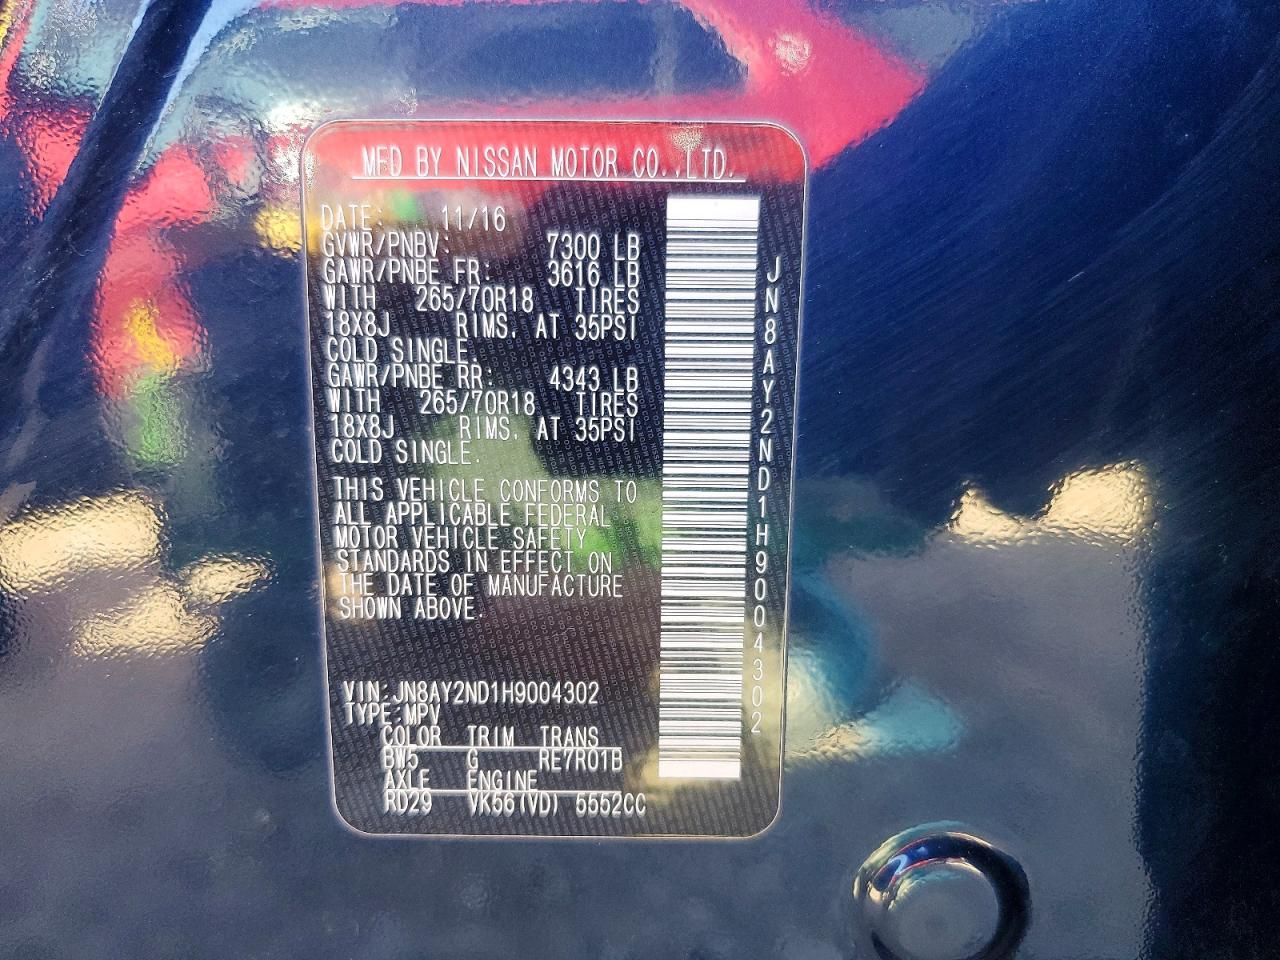 MFD BY NISSAN MOTOR CO.,LTD.
DATE: 11/16
GVWR/PNBV: 7300 LB
GAWR/PNBE FR: 3616 LB
WITH 265/70R18 TIRES
18X8J RIMS, AT 35PSI
COLD SINGLE.
GAWR/PNBE RR: 4343 LB
WITH 265/70R18 TIRES
18X8J RIMS, AT 35PSI
COLD SINGLE.
THIS VEHICLE CONFORMS TO
ALL APPLICABLE FEDERAL
MOTOR VEHICLE SAFETY
STANDARDS IN EFFECT ON
THE DATE OF MANUFACTURE
SHOWN ABOVE.
VIN:JN8AY2ND1H9004302
TYPE:MPV
COLOR TRIM TRANS
BW5 G RE7R01B
AXLE ENGINE
RD29 VK56(VD) 5552CC
JN8AY2ND1H9004302